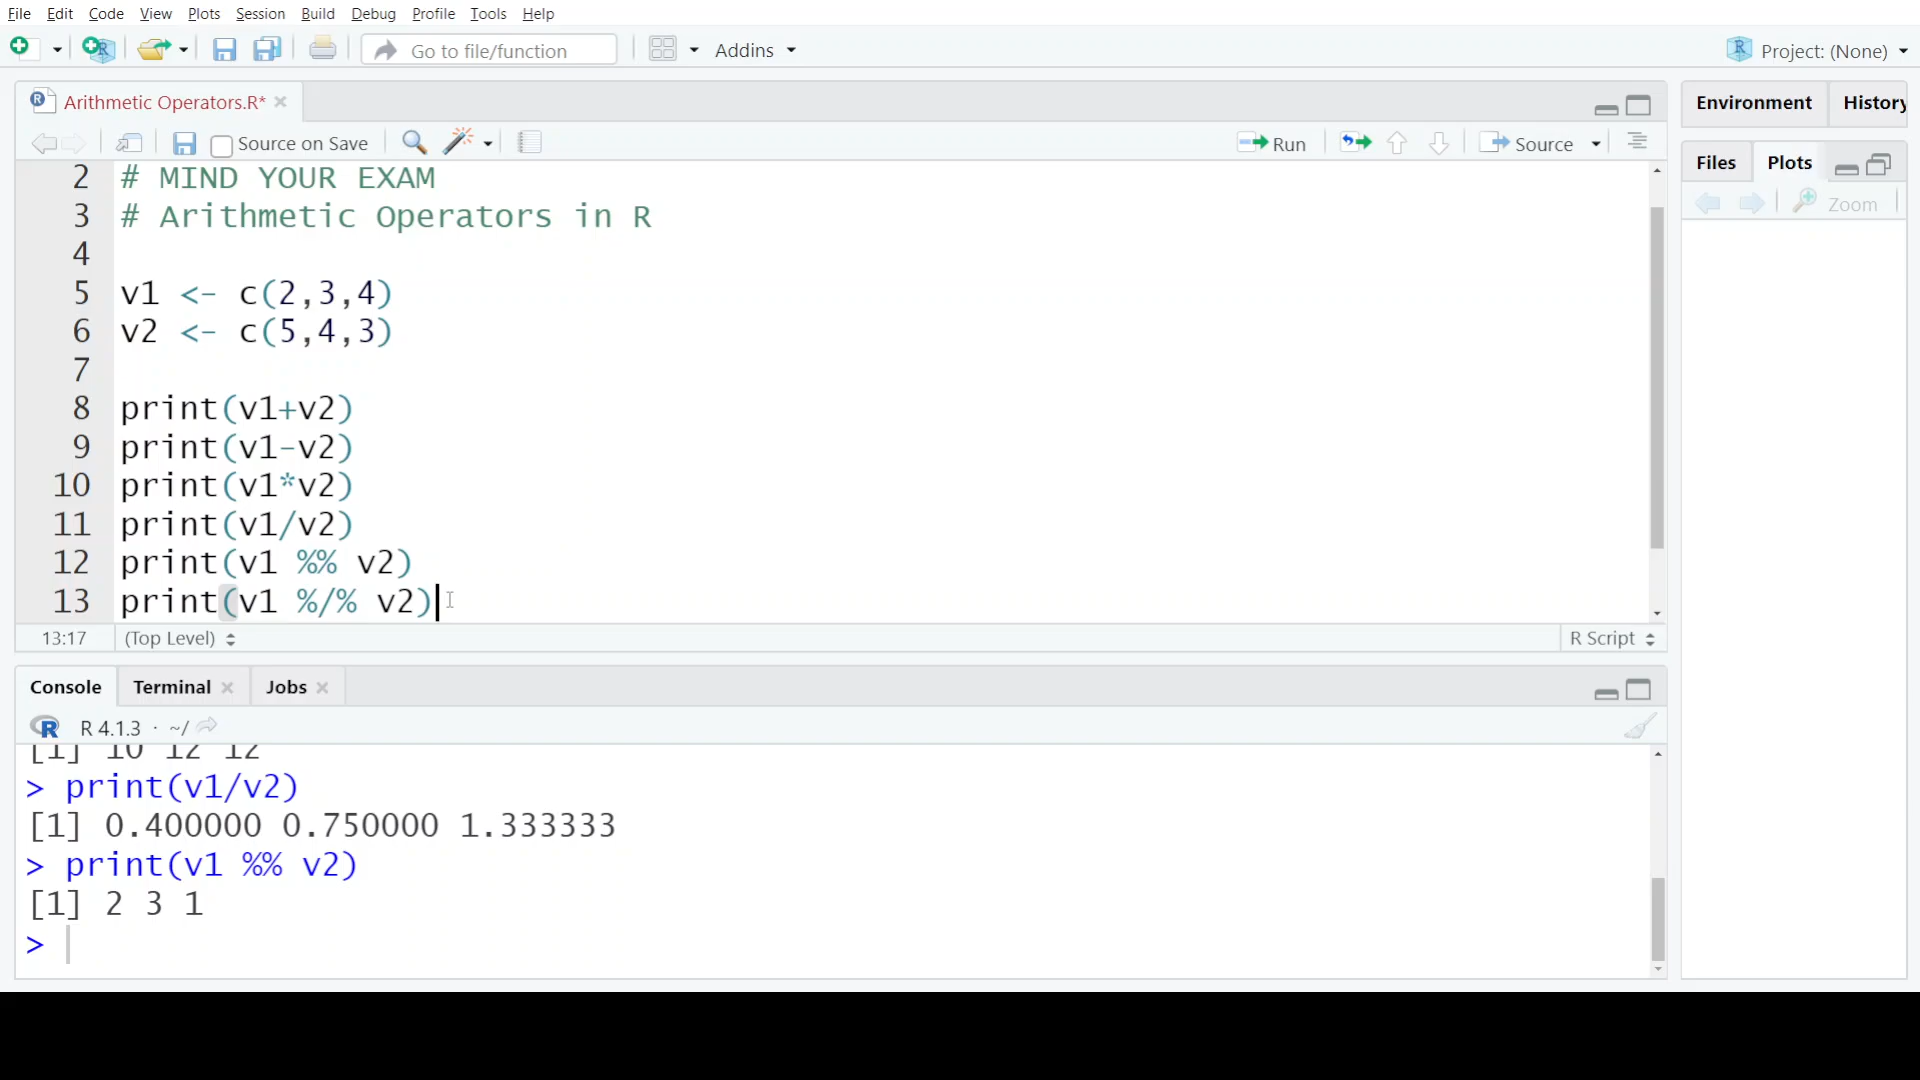 File Edit Code View Plots Session Build Debug Profile Tools Help
Go to file/function Addins Project: (None)
Arithmetic Operators.R*
Source on Save Run Source
2 # MIND YOUR EXAM
3 # Arithmetic Operators in R
4
5 v1 <- c(2,3,4)
6 v2 <- c(5,4,3)
7
8 print(v1+v2)
9 print(v1-v2)
10 print(v1*v2)
11 print(v1/v2)
12 print(v1 %% v2)
13 print(v1 %/% v2)
13:17 (Top Level) R Script
Console Terminal Jobs
R 4.1.3 · ~/
[1] 10 12 12
> print(v1/v2)
[1] 0.400000 0.750000 1.333333
> print(v1 %% v2)
[1] 2 3 1
>
Environment History
Files Plots
Zoom